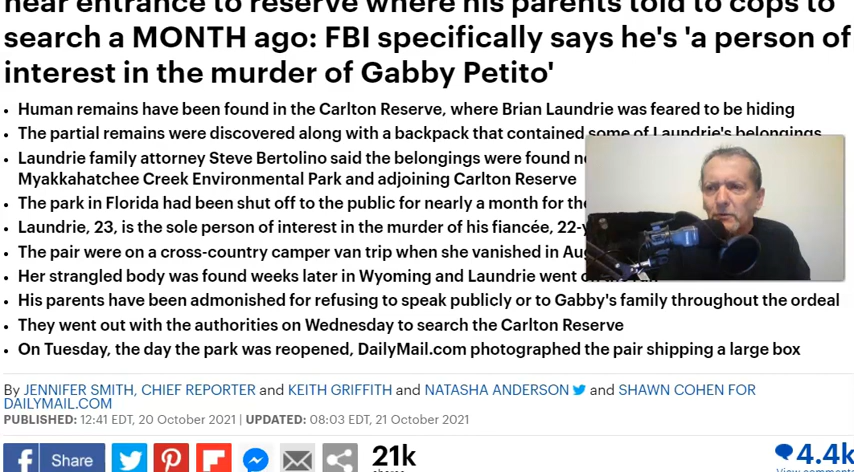 near entrance to reserve where his parents told to cops to
search a MONTH ago: FBI specifically says he's 'a person of
interest in the murder of Gabby Petito'
• Human remains have been found in the Carlton Reserve, where Brian Laundrie was feared to be hiding
• The partial remains were discovered along with a backpack that contained some of Laundrie's belongings
• Laundrie family attorney Steve Bertolino said the belongings were found
Myakkahatchee Creek Environmental Park and adjoining Carlton Reserve
• The park in Florida had been shut off to the public for nearly a month for
• Laundrie, 23, is the sole person of interest in the murder of his fiancée,
• The pair were on a cross-country camper van trip when she vanished in
• Her strangled body was found weeks later in Wyoming and Laundrie went
• His parents have been admonished for refusing to speak publicly or to Gabby's family throughout the ordeal
• They went out with the authorities on Wednesday to search the Carlton Reserve
• On Tuesday, the day the park was reopened, DailyMail.com photographed the pair shipping a large box
By JENNIFER SMITH, CHIEF REPORTER and KEITH GRIFFITH and NATASHA ANDERSON and SHAWN COHEN FOR
DAILYMAIL.COM
PUBLISHED: 12:41 EDT, 20 October 2021 | UPDATED: 08:03 EDT, 21 October 2021
Share 21k 4.4k
shares View comments